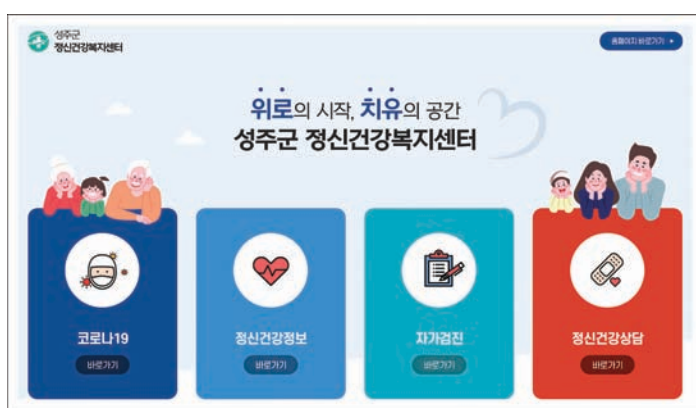 성주군
정신건강복지센터
홈페이지 바로가기
위로의 시작, 치유의 공간
성주군 정신건강복지센터
코로나19
바로가기
정신건강정보
바로가기
자가검진
바로가기
정신건강상담
바로가기